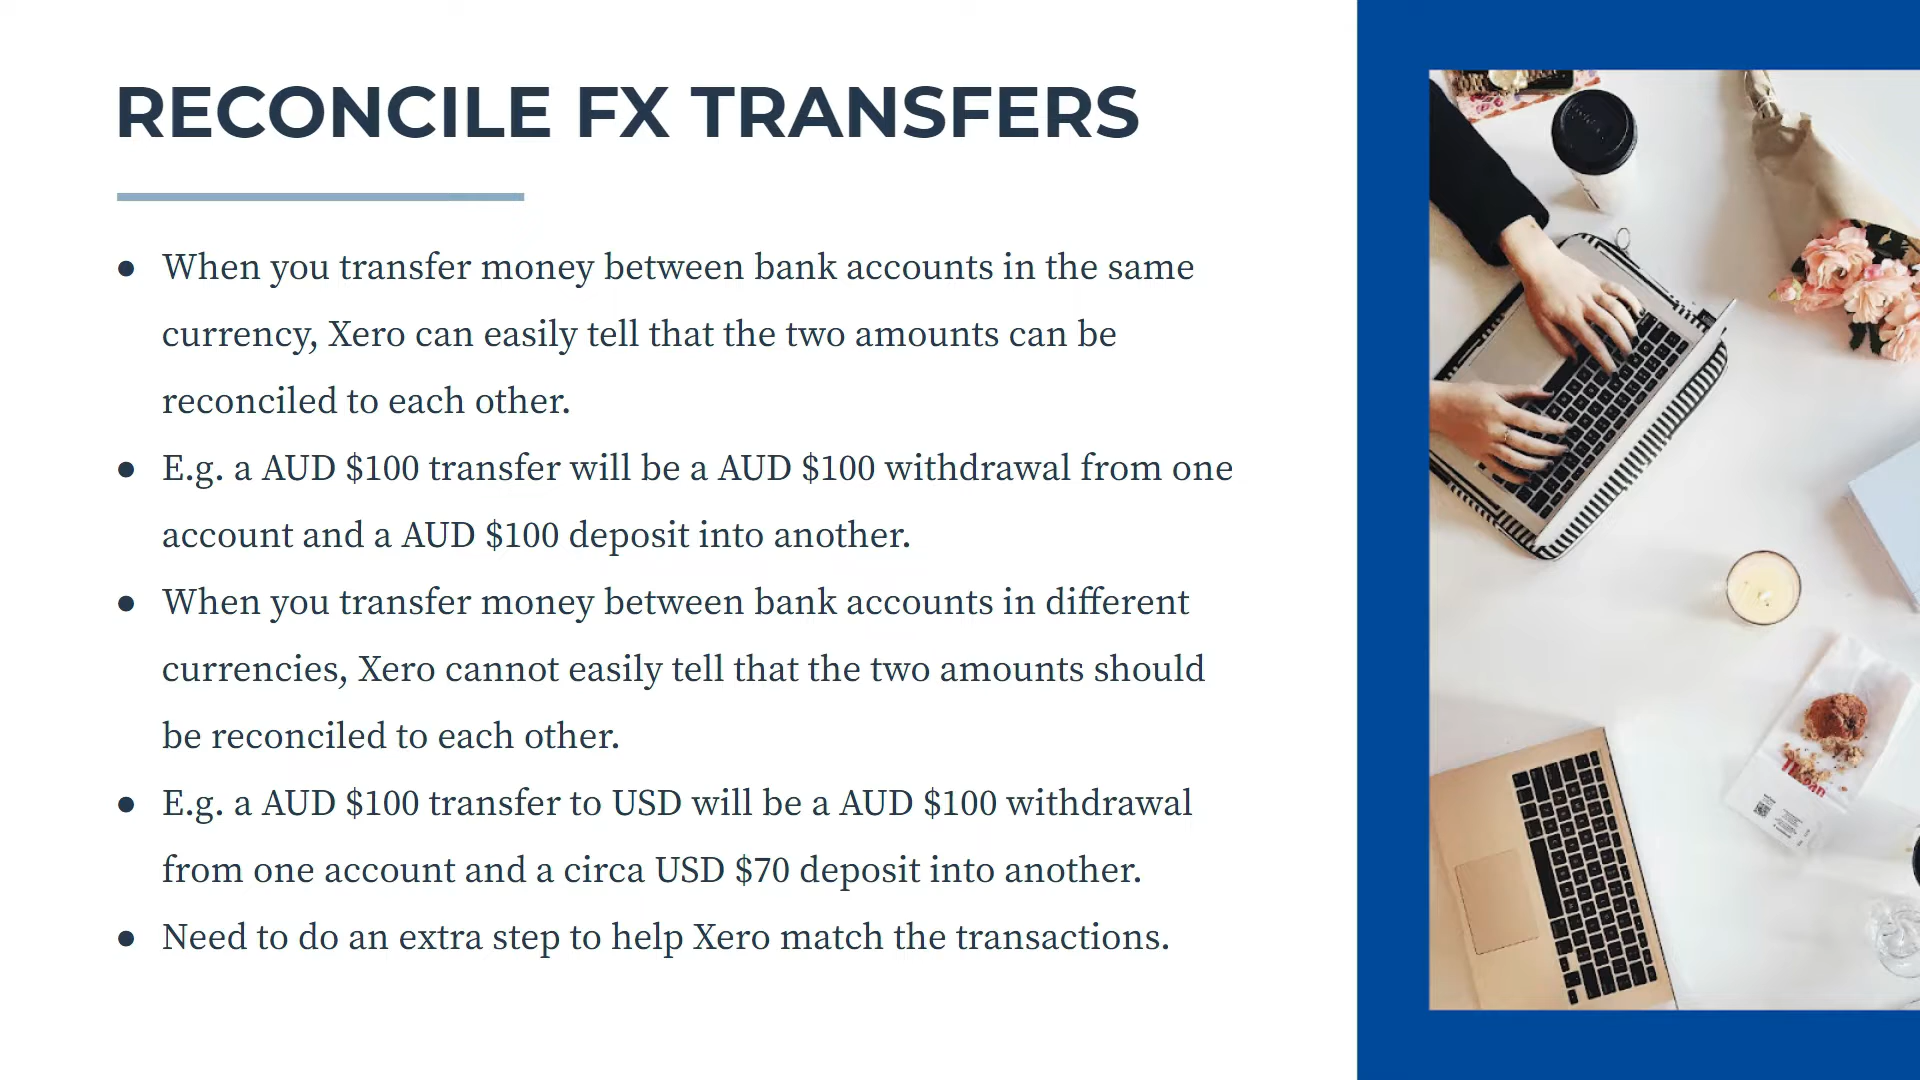 RECONCILE FX TRANSFERS
● When you transfer money between bank accounts in the same
currency, Xero can easily tell that the two amounts can be
reconciled to each other.
● E.g. a AUD $100 transfer will be a AUD $100 withdrawal from one
account and a AUD $100 deposit into another.
● When you transfer money between bank accounts in different
currencies, Xero cannot easily tell that the two amounts should
be reconciled to each other.
● E.g. a AUD $100 transfer to USD will be a AUD $100 withdrawal
from one account and a circa USD $70 deposit into another.
● Need to do an extra step to help Xero match the transactions.